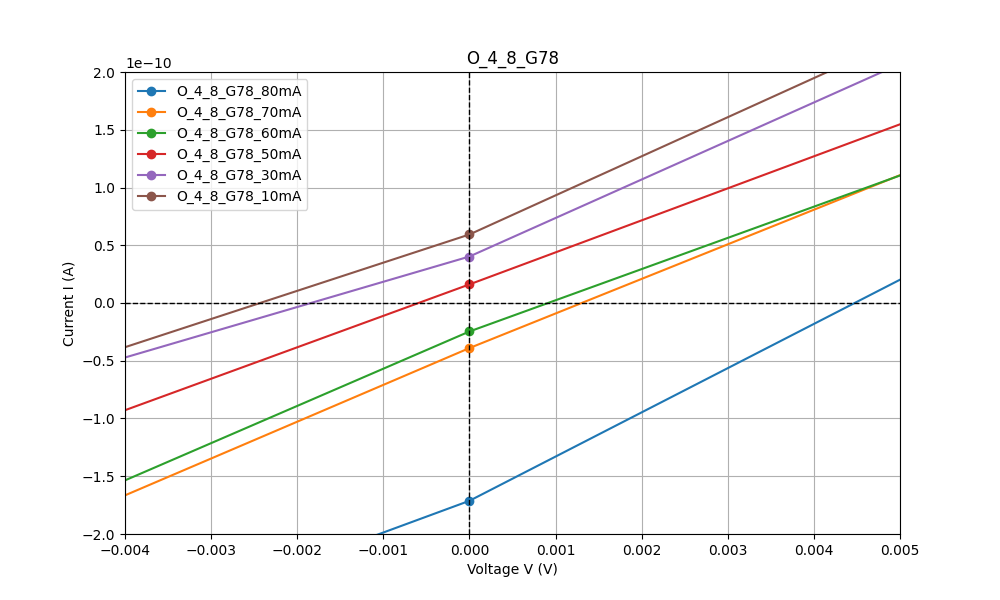 O_4_8_G78
1e−10
2.0
1.5
1.0
0.5
0.0
−0.5
−1.0
−1.5
−2.0
Current I (A)
O_4_8_G78_80mA
O_4_8_G78_70mA
O_4_8_G78_60mA
O_4_8_G78_50mA
O_4_8_G78_30mA
O_4_8_G78_10mA
−0.004 −0.003 −0.002 −0.001 0.000 0.001 0.002 0.003 0.004 0.005
Voltage V (V)